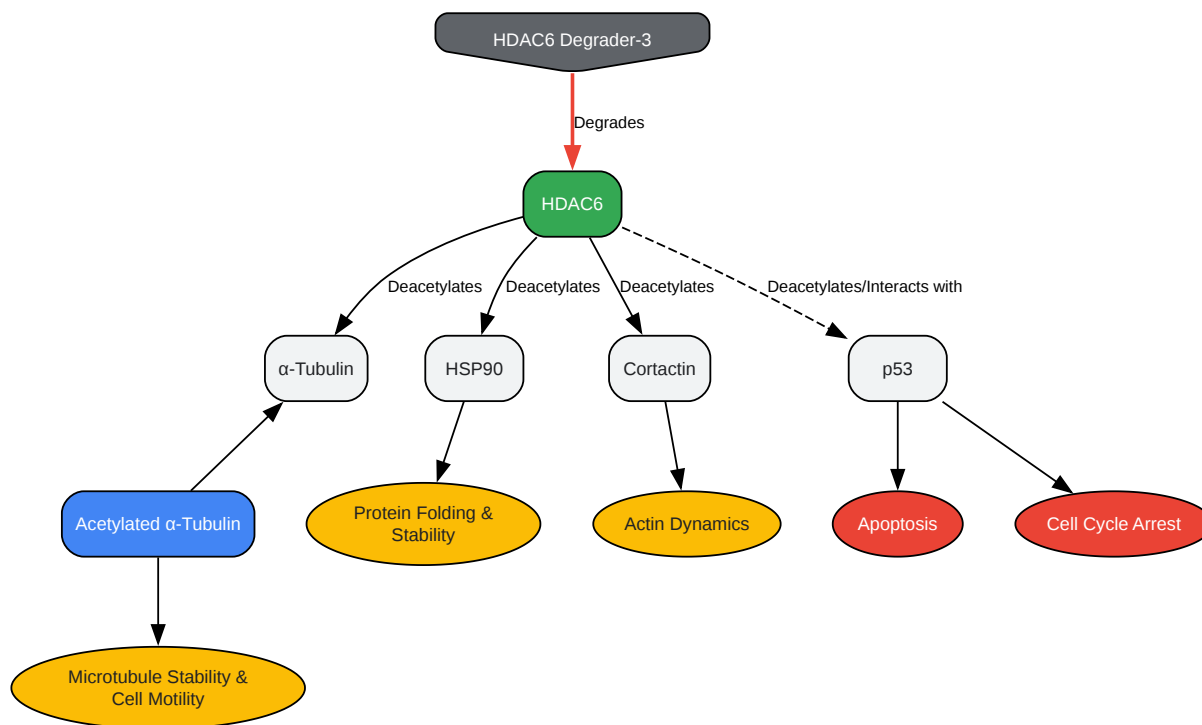 HDAC6 Degrader-3
Degrades
HDAC6
Deacetylates
Deacetylates
Deacetylates
Deacetylates/Interacts with
α-Tubulin
HSP90
Cortactin
p53
Acetylated α-Tubulin
Protein Folding &
Stability
Actin Dynamics
Apoptosis
Cell Cycle Arrest
Microtubule Stability &
Cell Motility